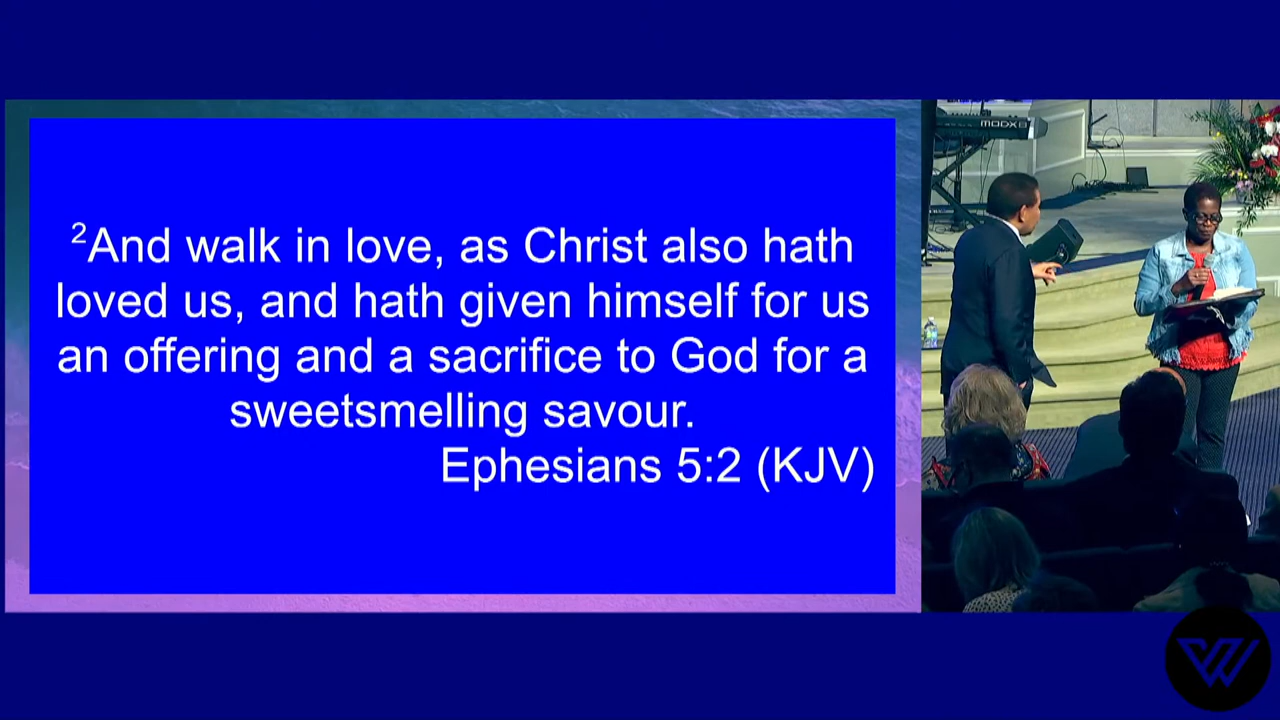 ²And walk in love, as Christ also hath
loved us, and hath given himself for us
an offering and a sacrifice to God for a
sweetsmelling savour.
Ephesians 5:2 (KJV)
MODX8